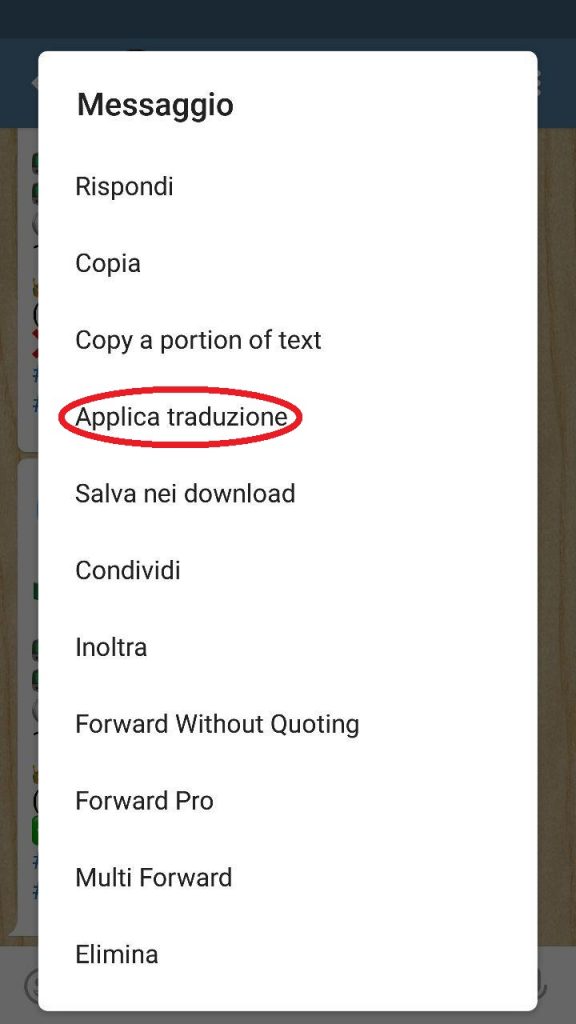 Messaggio
Rispondi
Copia
Copy a portion of text
Applica traduzione
Salva nei download
Condividi
Inoltra
Forward Without Quoting
Forward Pro
Multi Forward
Elimina